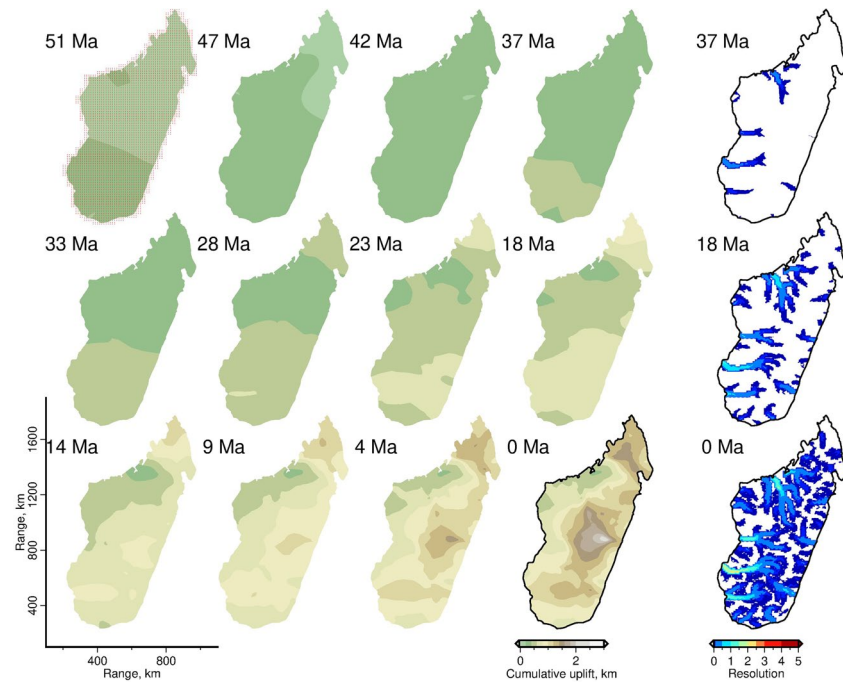 51 Ma 47 Ma 42 Ma 37 Ma 37 Ma
33 Ma 28 Ma 23 Ma 18 Ma 18 Ma
14 Ma 9 Ma 4 Ma 0 Ma 0 Ma
1600
1200
800
400
Range, km
400 800
Range, km
0 2
Cumulative uplift, km
0 1 2 3 4 5
Resolution